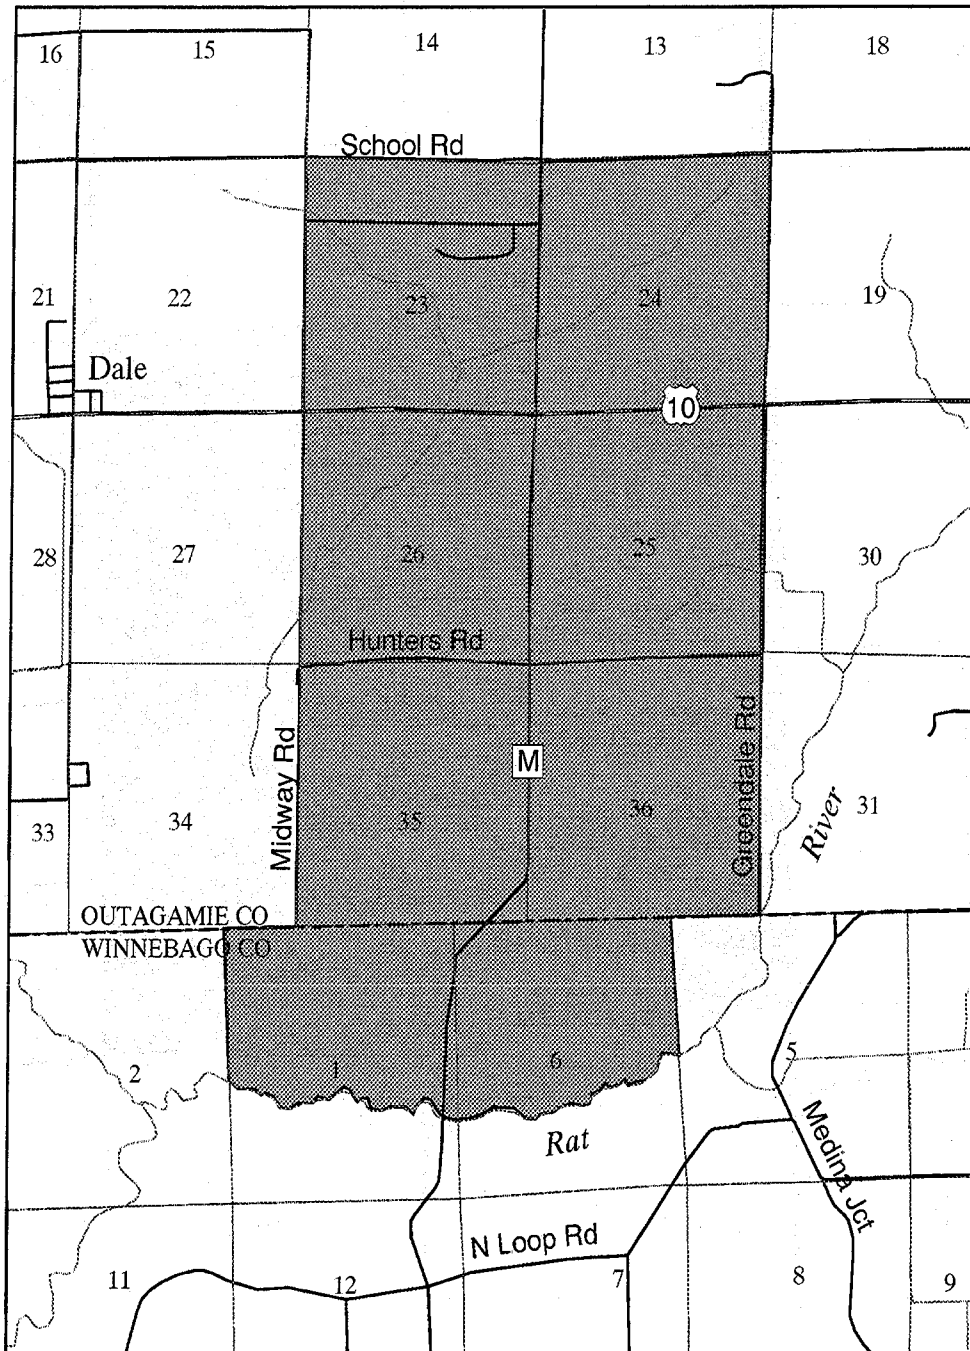 16
15
14
13
18
School Rd
21
22
23
24
19
Dale
10
28
27
26
25
30
Hunters Rd
Midway Rd
M
Greendale Rd
33
34
35
36
River
31
OUTAGAMIE CO
WINNEBAGO CO
2
1
6
5
Rat
Medina Jct
N Loop Rd
11
12
7
8
9